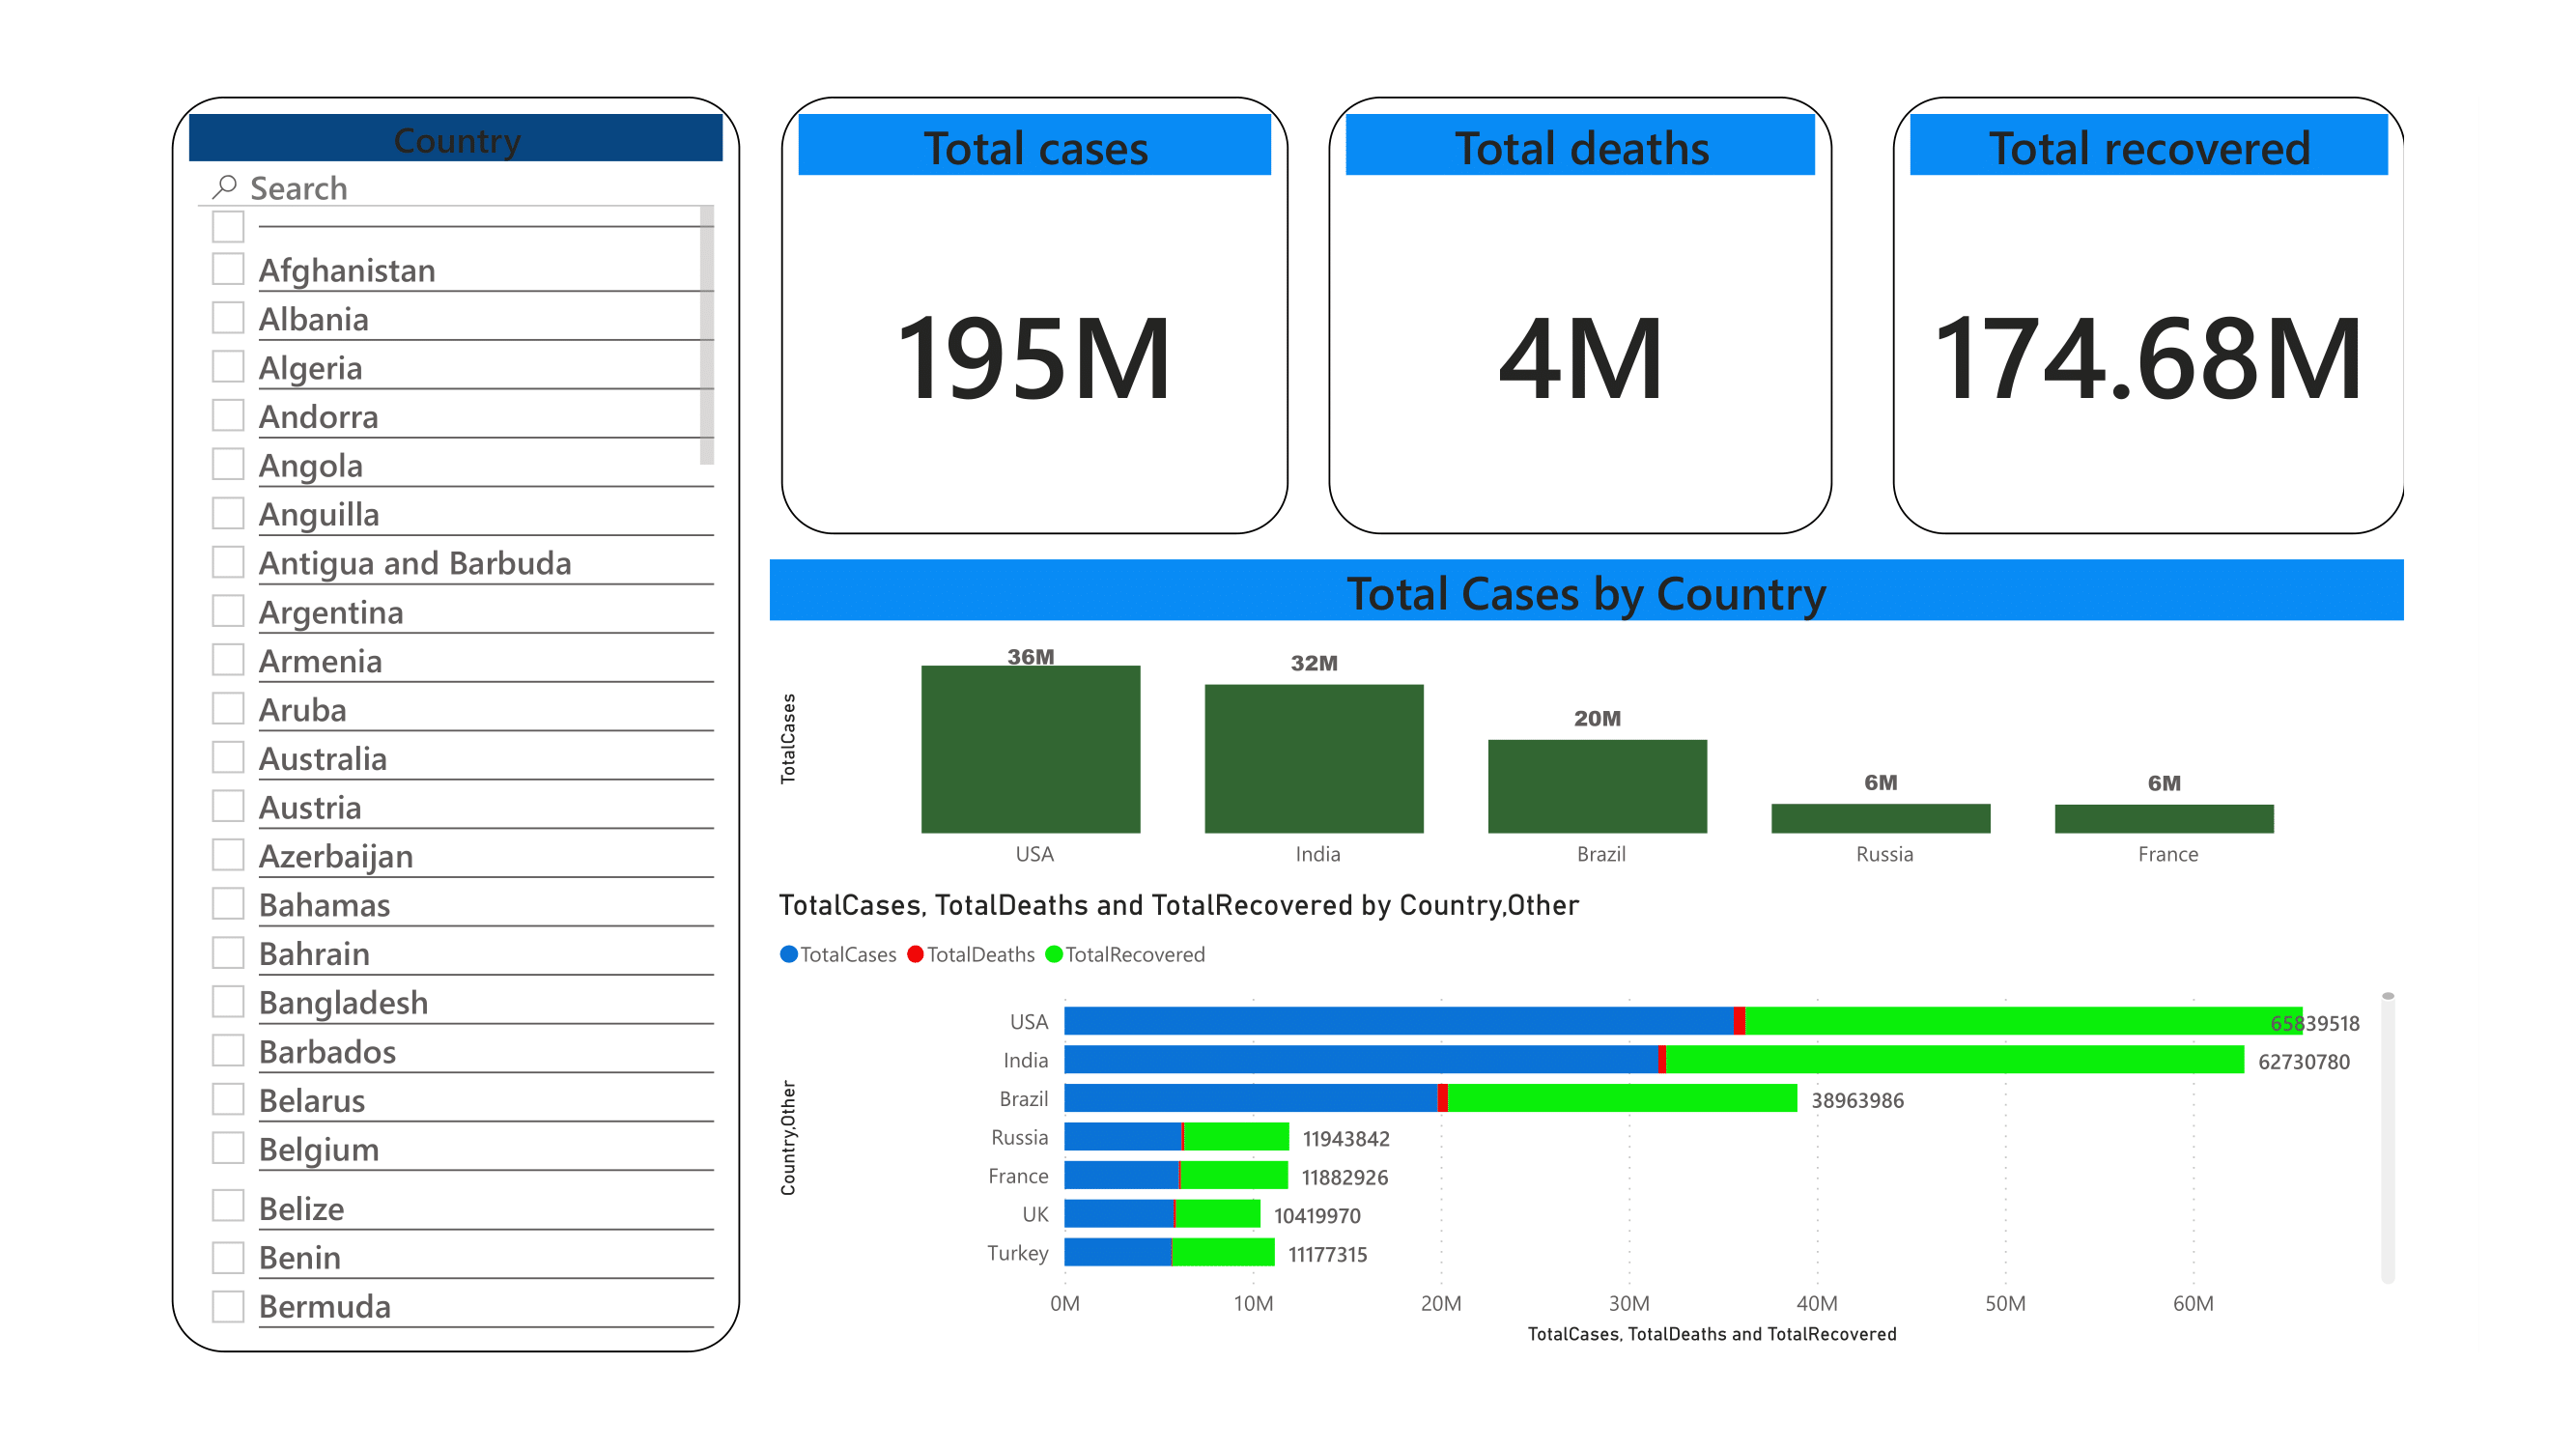 Country
Search
Afghanistan
Albania
Algeria
Andorra
Angola
Anguilla
Antigua and Barbuda
Argentina
Armenia
Aruba
Australia
Austria
Azerbaijan
Bahamas
Bahrain
Bangladesh
Barbados
Belarus
Belgium
Belize
Benin
Bermuda
Total cases
195M
Total deaths
4M
Total recovered
174.68M
Total Cases by Country
TotalCases
36M
32M
20M
6M
6M
USA
India
Brazil
Russia
France
TotalCases, TotalDeaths and TotalRecovered by Country,Other
TotalCases TotalDeaths TotalRecovered
Country,Other
USA 65839518
India 62730780
Brazil 38963986
Russia 11943842
France 11882926
UK 10419970
Turkey 11177315
0M 10M 20M 30M 40M 50M 60M
TotalCases, TotalDeaths and TotalRecovered